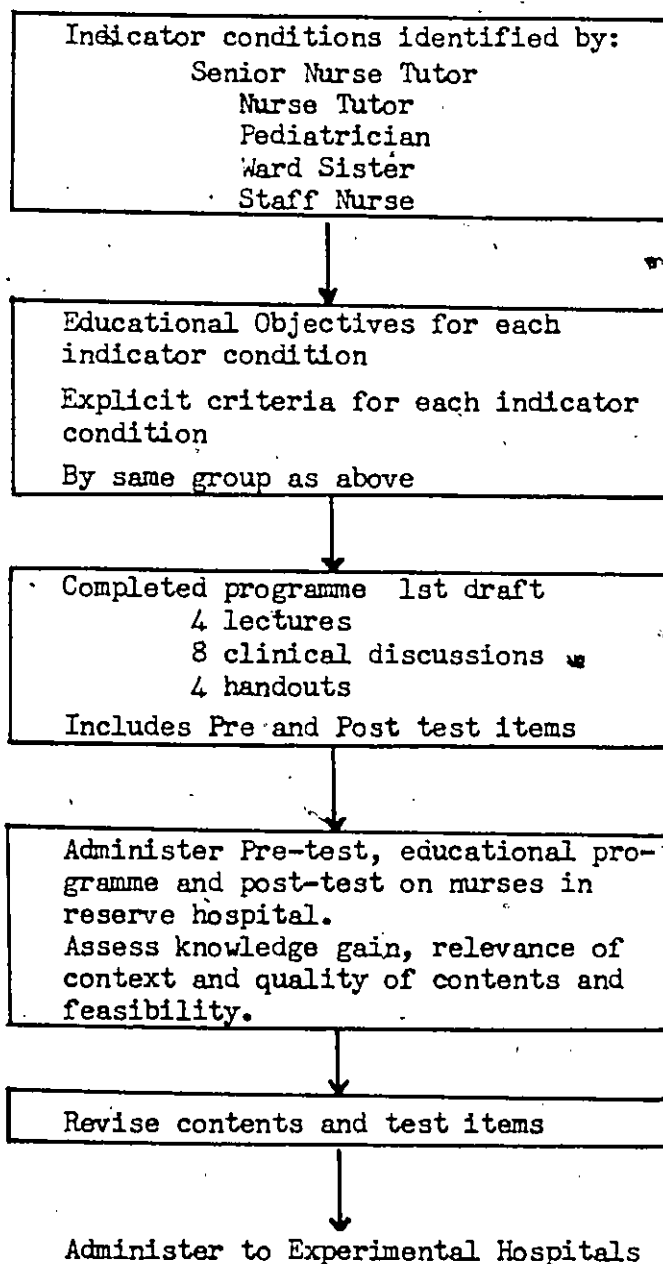 Indicator conditions identified by:
Senior Nurse Tutor
Nurse Tutor
Pediatrician
Ward Sister
Staff Nurse
Educational Objectives for each
indicator condition
Explicit criteria for each indicator
condition
By same group as above
Completed programme 1st draft
4 lectures
8 clinical discussions
4 handouts
Includes Pre and Post test items
Administer Pre-test, educational pro-
gramme and post-test on nurses in
reserve hospital.
Assess knowledge gain, relevance of
context and quality of contents and
feasibility.
Revise contents and test items
Administer to Experimental Hospitals